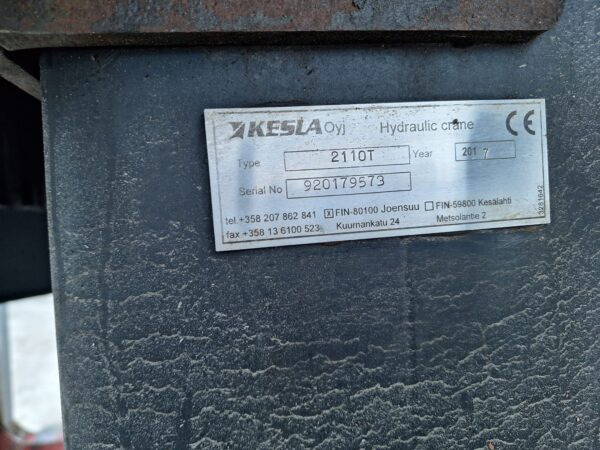 KESLA Oyj Hydraulic crane CE
Type 2110T Year 2017
Serial No 920179573
tel.+358 207 862 841 ☒ FIN-80100 Joensuu ☐ FIN-59800 Kesälahti
fax +358 13 6100 523 Kuurnankatu 24 Metsolantie 2
3281042